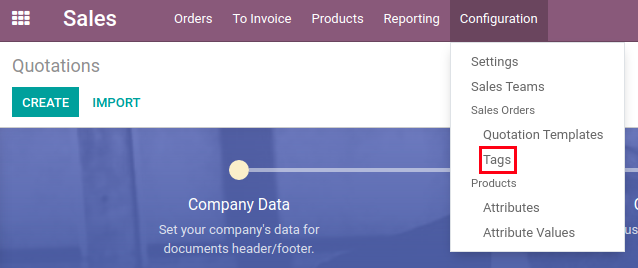 Sales Orders To Invoice Products Reporting Configuration
Quotations
CREATE IMPORT
Settings
Sales Teams
Sales Orders
Quotation Templates
Tags
Products
Attributes
Attribute Values
Company Data
Set your company's data for
documents header/footer.